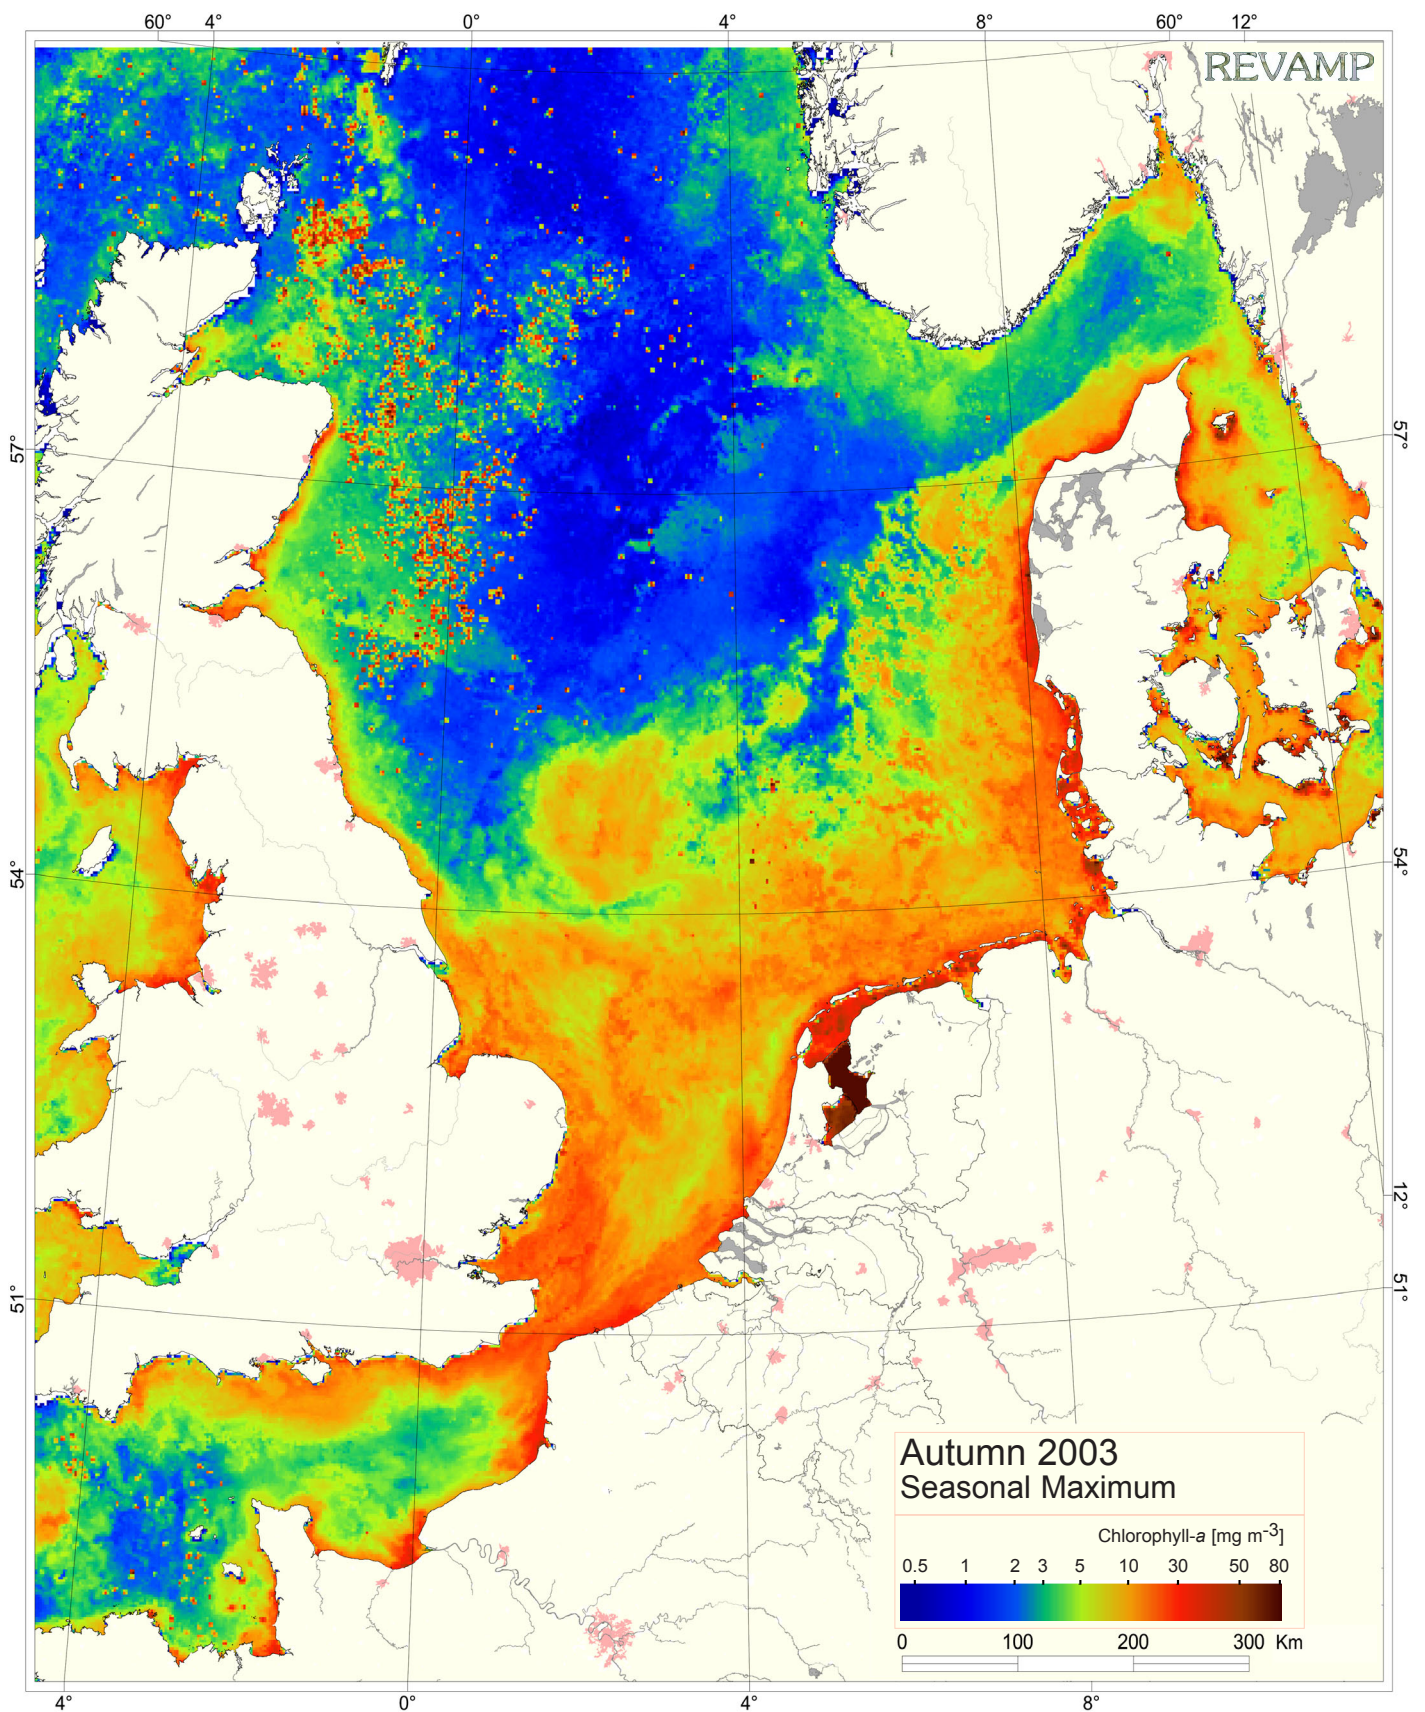 60° 4° 0° 4° 8° 60° 12°
REVAMP
57° 57°
54° 54°
12°
51° 51°
Autumn 2003
Seasonal Maximum
Chlorophyll-a [mg m-3]
0.5 1 2 3 5 10 30 50 80
0 100 200 300 Km
4° 0° 4° 8°